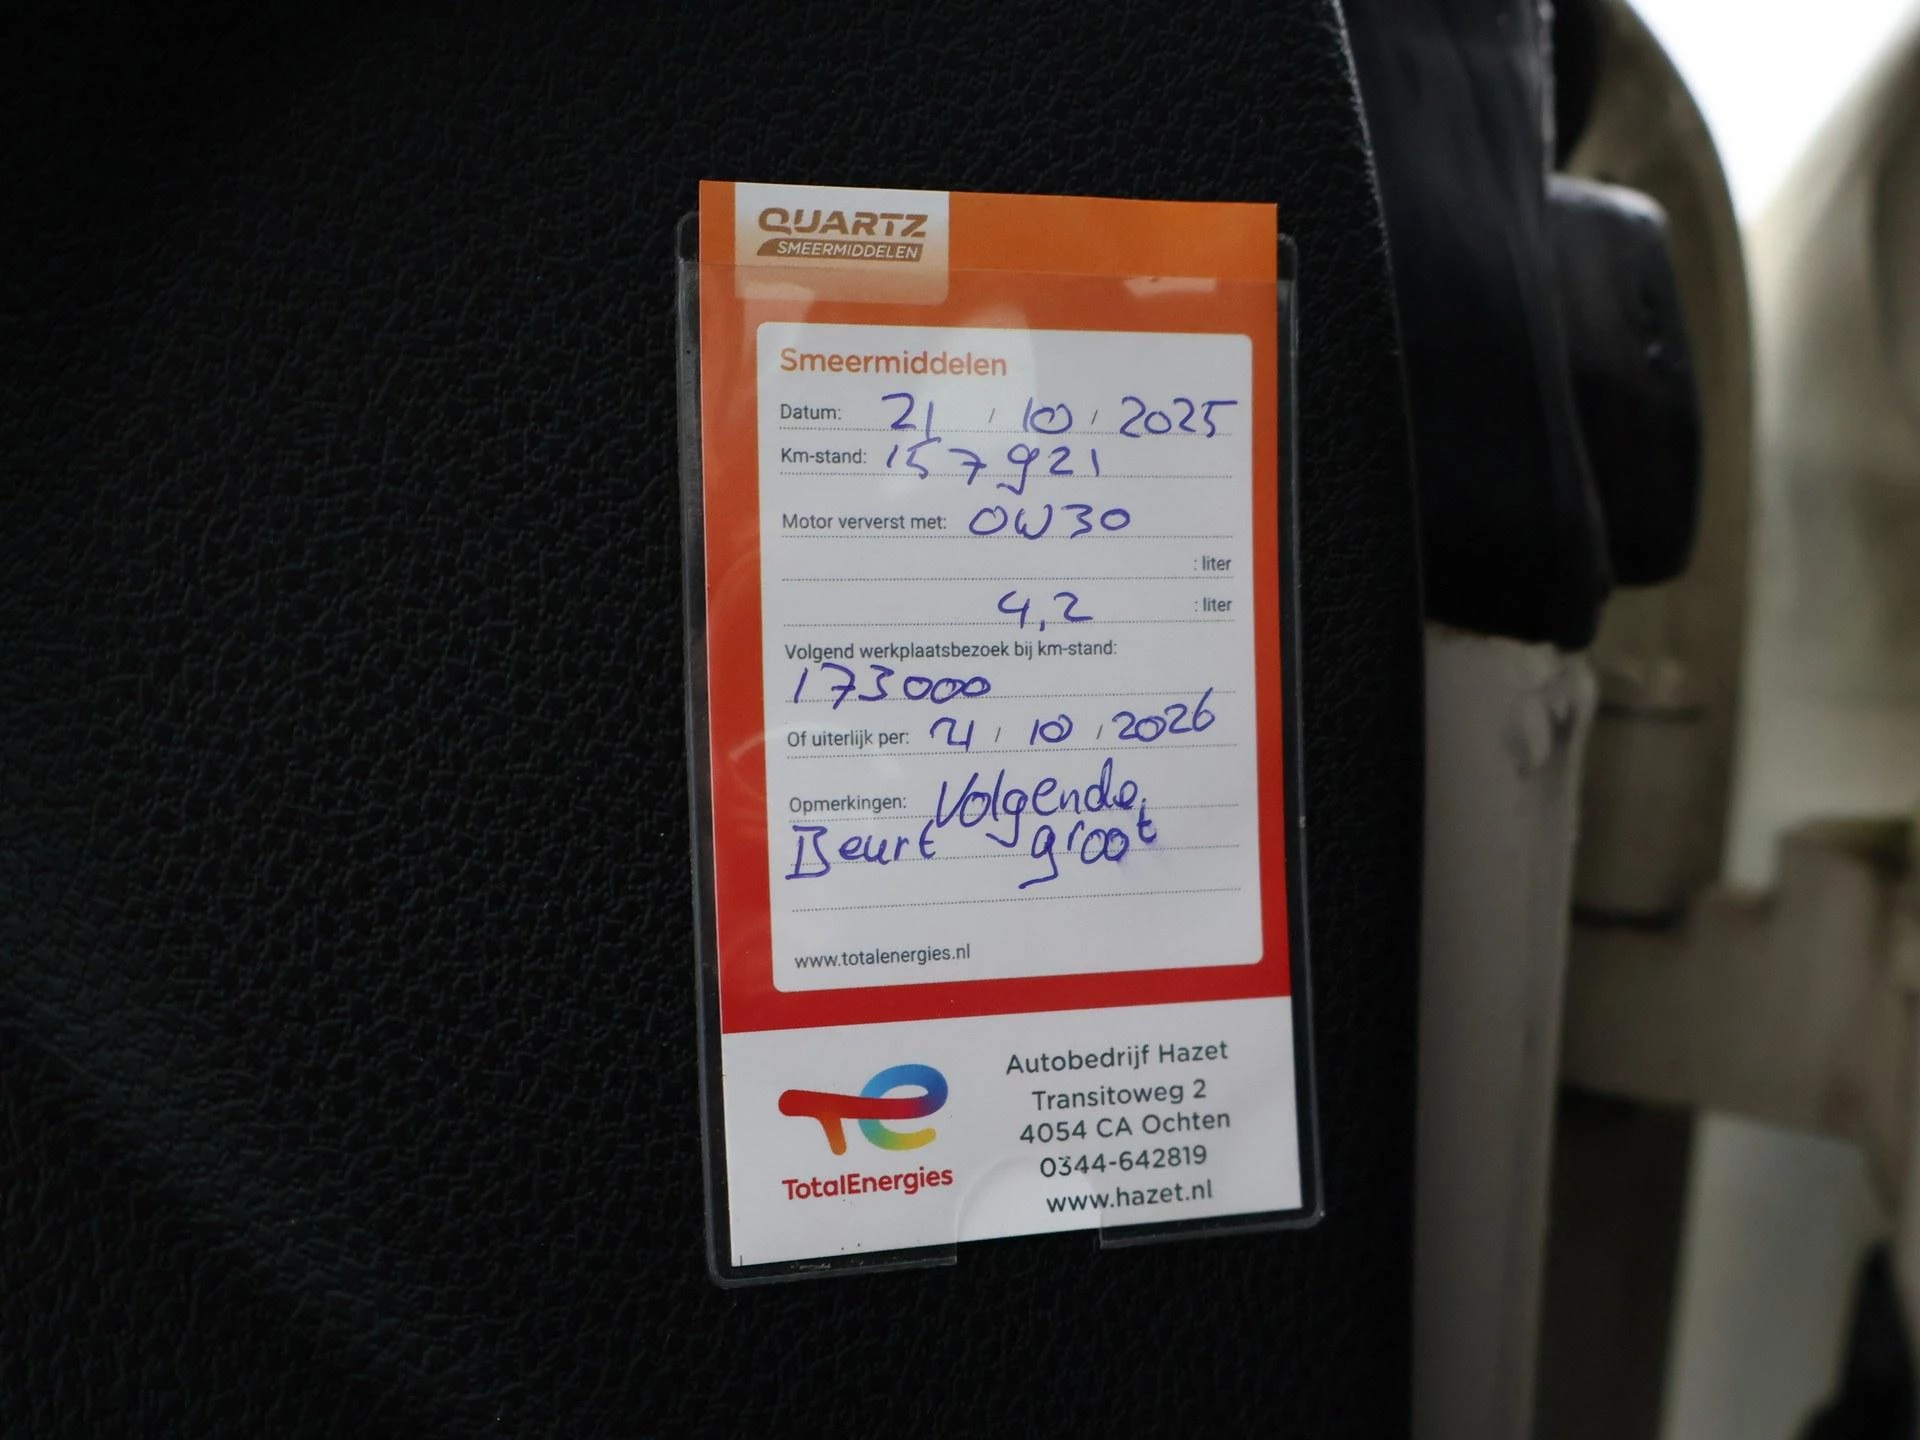 QUARTZ
SMEERMIDDELEN
Smeermiddelen
Datum: 21 / 10 / 2025
Km-stand: 157921
Motor ververst met: 0W30
: liter
4,2 : liter
Volgend werkplaatsbezoek bij km-stand:
173000
Of uiterlijk per: 21 / 10 / 2026
Opmerkingen: Volgende
Beurt groot
www.totalenergies.nl
TotalEnergies
Autobedrijf Hazet
Transitoweg 2
4054 CA Ochten
0344-642819
www.hazet.nl